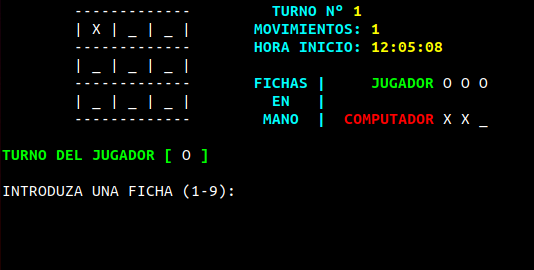 ------------- TURNO Nº 1
| X | _ | _ | MOVIMIENTOS: 1
------------- HORA INICIO: 12:05:08
| _ | _ | _ |
------------- FICHAS | JUGADOR O O O
| _ | _ | _ | EN |
------------- MANO | COMPUTADOR X X _
TURNO DEL JUGADOR [ O ]
INTRODUZA UNA FICHA (1-9):